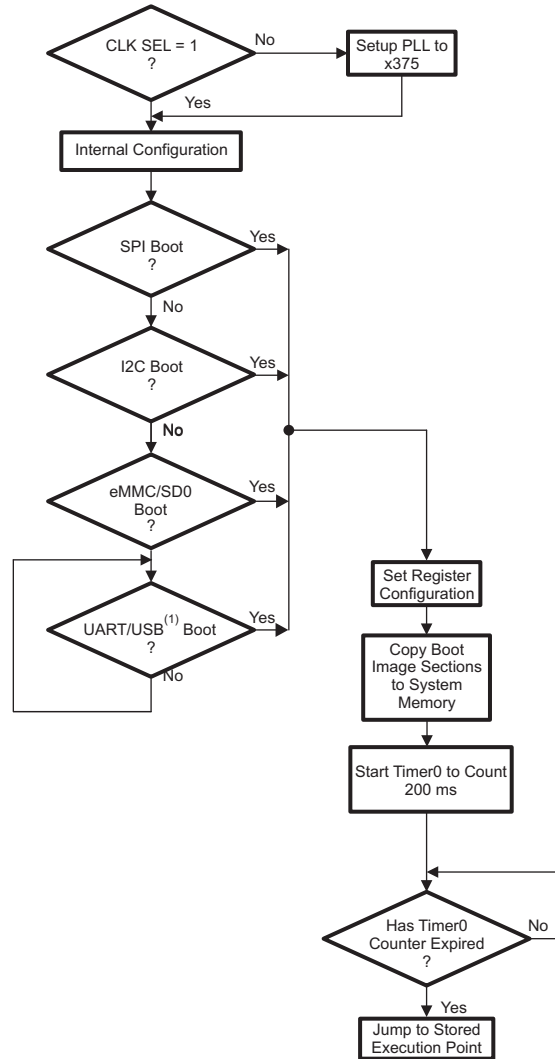 CLK SEL = 1
?
No
Setup PLL to
x375
Yes
Internal Configuration
SPI Boot
?
Yes
No
I2C Boot
?
Yes
No
eMMC/SD0
Boot
?
Yes
UART/USB(1) Boot
?
Yes
No
Set Register
Configuration
Copy Boot
Image Sections
to System
Memory
Start Timer0 to Count
200 ms
Has Timer0
Counter Expired
?
No
Yes
Jump to Stored
Execution Point